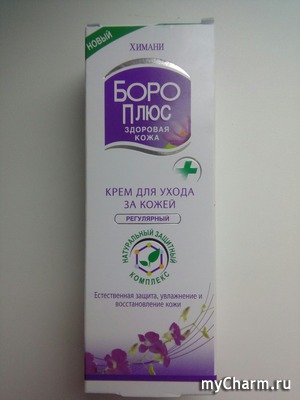 НОВЫЙ
ХИМАНИ
БОРО
ПЛЮС
ЗДОРОВАЯ
КОЖА
КРЕМ ДЛЯ УХОДА
ЗА КОЖЕЙ
РЕГУЛЯРНЫЙ
НАТУРАЛЬНЫЙ ЗАЩИТНЫЙ
КОМПЛЕКС
Естественная защита, увлажнение и
восстановление кожи
myCharm.ru